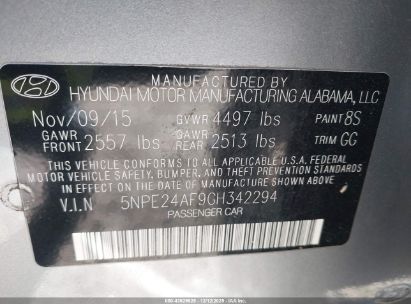 MANUFACTURED BY
HYUNDAI MOTOR MANUFACTURING ALABAMA, LLC
Nov/09/15 GVWR 4497 lbs PAINT 8S
GAWR FRONT 2557 lbs GAWR REAR 2513 lbs TRIM GG
THIS VEHICLE CONFORMS TO ALL APPLICABLE U.S.A. FEDERAL
MOTOR VEHICLE SAFETY, BUMPER, AND THEFT PREVENTION
STANDARDS IN EFFECT ON THE DATE OF MANUFACTURE SHOWN ABOVE.
V.I.N 5NPE24AF9GH342294
PASSENGER CAR